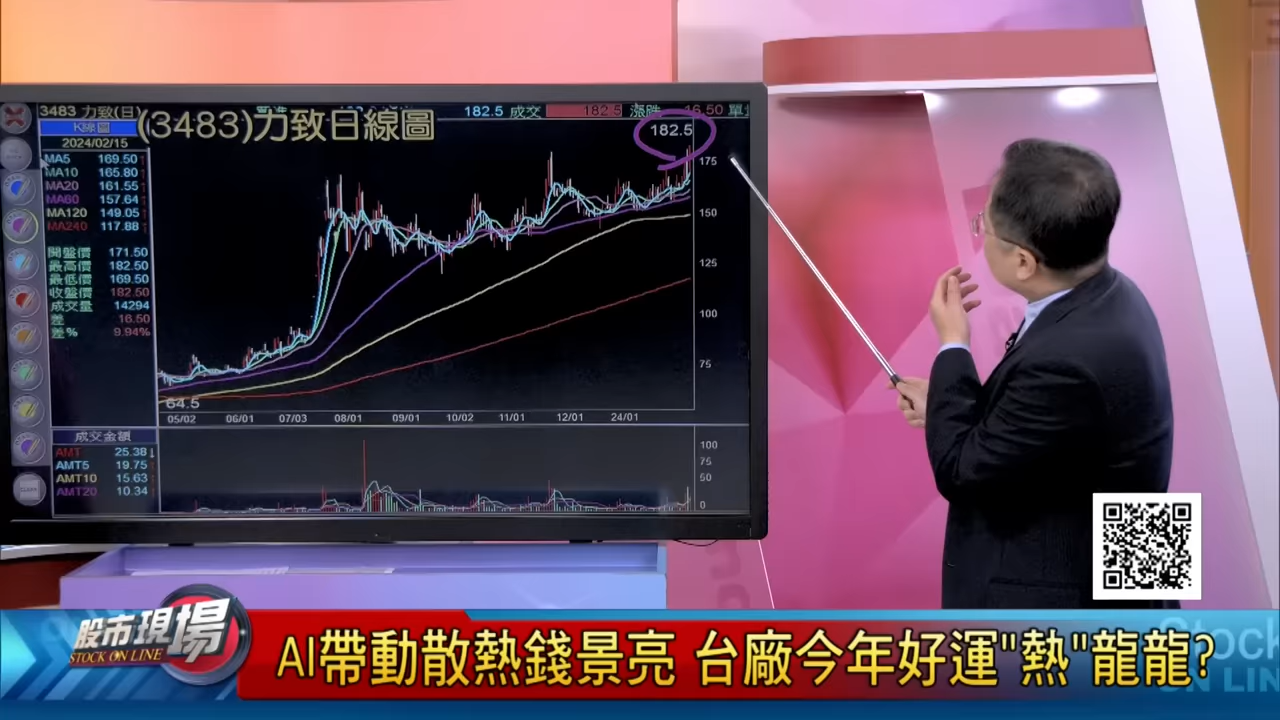 3483 力致(日)
182.5 成交 182.5 漲跌 16.50 單量
(3483)力致日線圖
K線圖
2024/02/15
MA5 169.50↑
MA10 165.80↑
MA20 161.55↑
MA60 157.64↑
MA120 149.05↑
MA240 117.88↑
開盤價 171.50
最高價 182.50
最低價 169.50
收盤價 182.50
成交量 14294
差 16.50
差% 9.94%
182.5
175
150
125
100
75
64.5
05/02 06/01 07/03 08/01 09/01 10/02 11/01 12/01 24/01
成交金額
AMT 25.38↓
AMT5 19.75↑
AMT10 15.63↑
AMT20 10.34↑
100
75
50
0
股市現場
STOCK ON LINE
AI帶動散熱錢景亮 台廠今年好運"熱"龍龍?
Stock
ON LIN